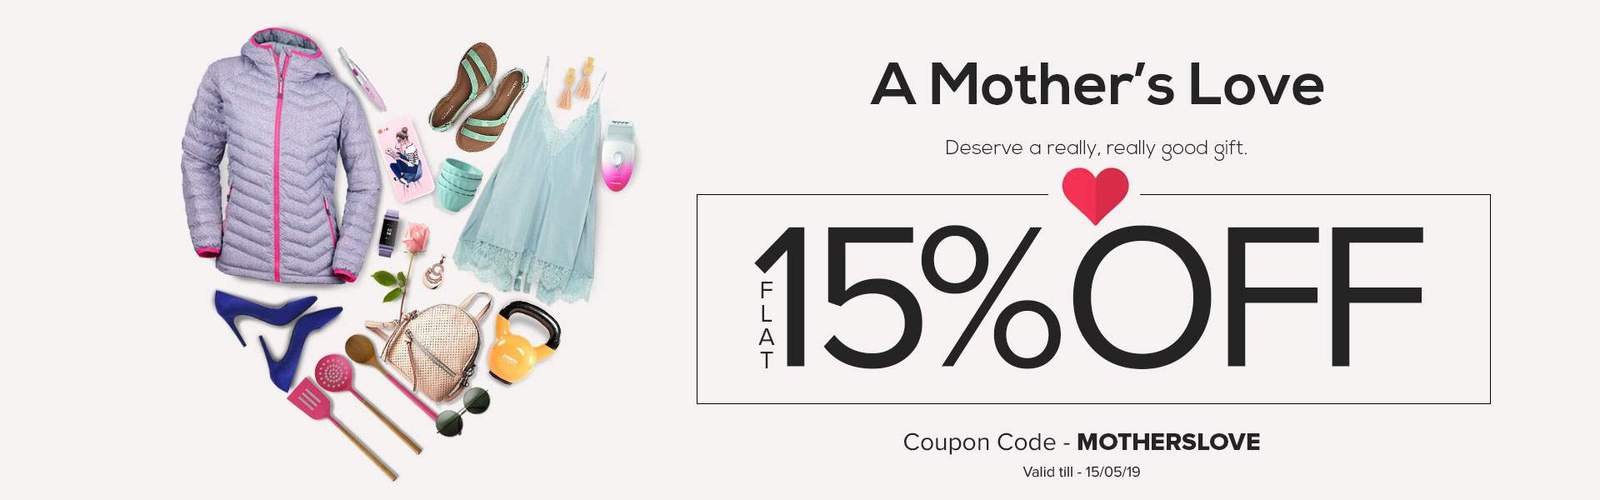 A Mother’s Love
Deserve a really, really good gift.
FLAT
15% OFF
Coupon Code - MOTHERSLOVE
Valid till - 15/05/19